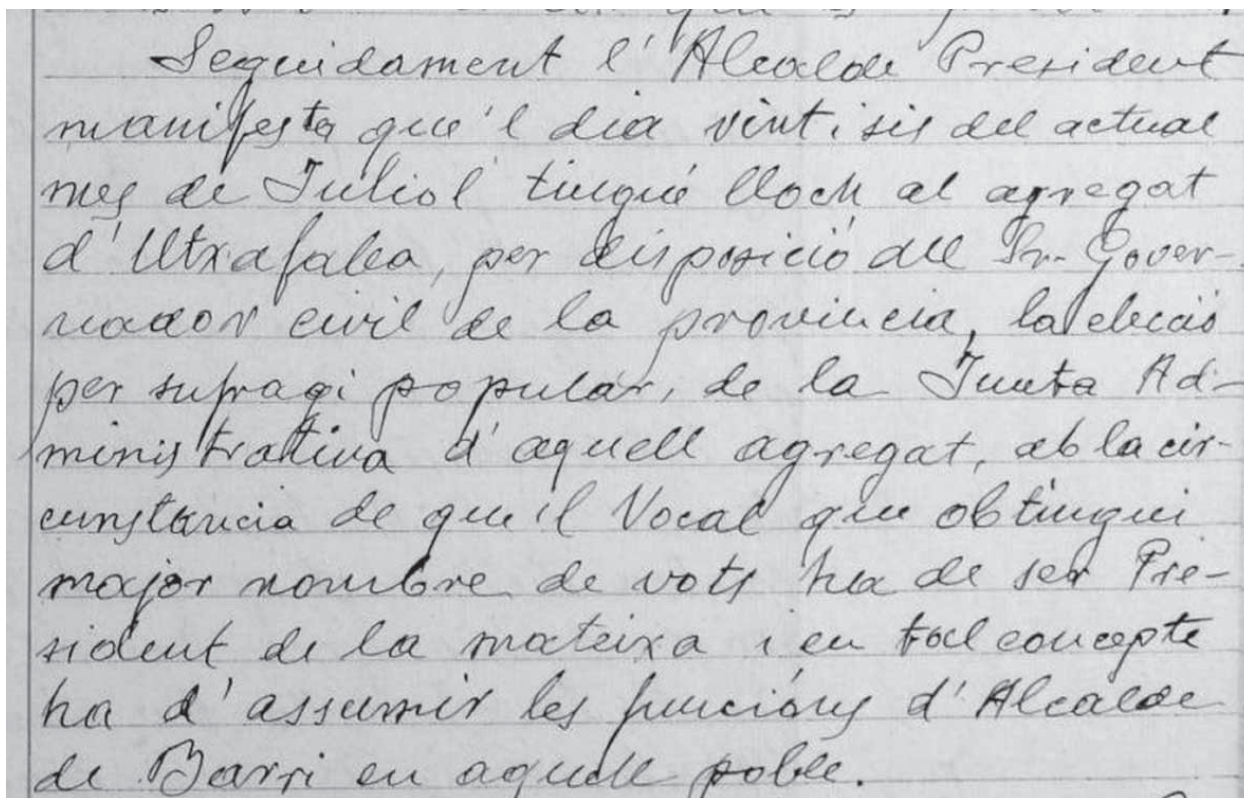 Seguidament l'Alcalde President
manifesta que'l dia vint i sis del actual
mes de Juliol tingué lloch al agregat
d'Utxafaba, per disposició del Sr. Gover-
nador civil de la provincia, la elecció
per sufragi popular, de la Junta Ad-
ministrativa d'aquell agregat, ab la cir-
cunstancia de que'l Vocal que obtingui
major nombre de vots ha de ser Pre-
sident de la mateixa i en tal concepte
ha d'assumir les funcións d'Alcalde
de Barri en aquell poble.